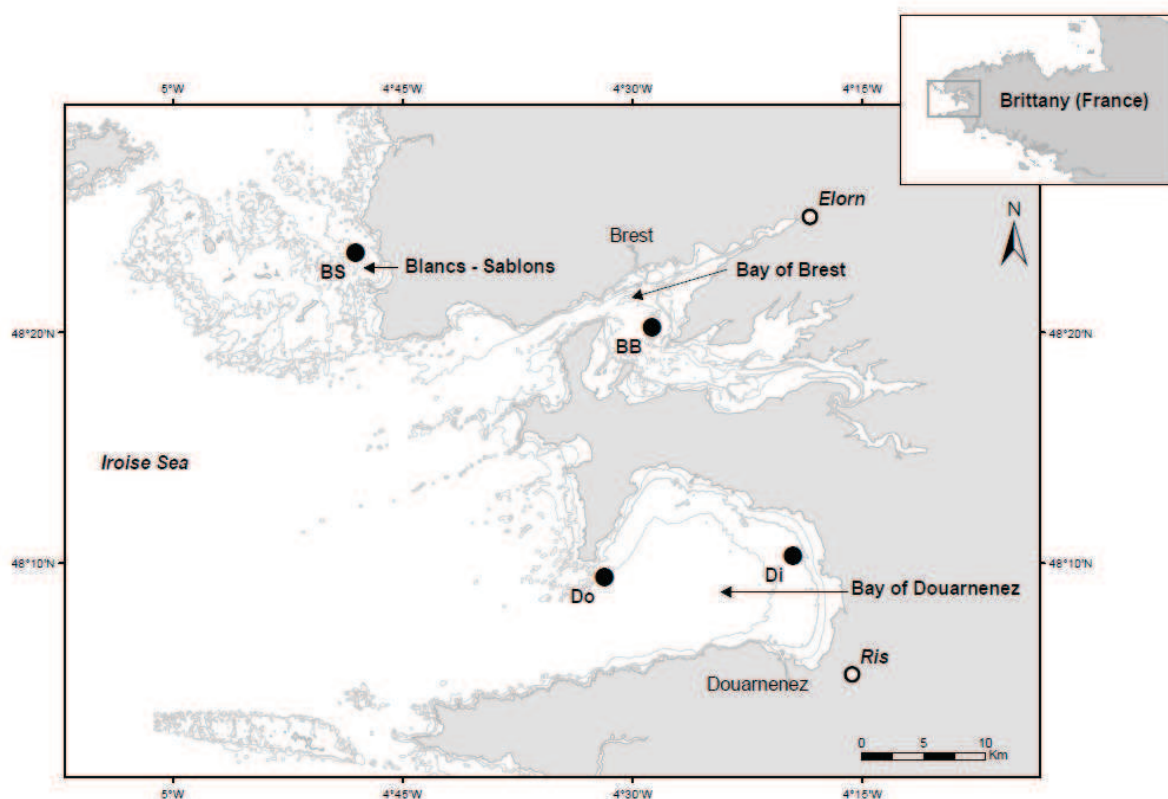 Brittany (France)
5°W
4°45'W
4°30'W
4°15'W
N
Elorn
Brest
BS
Blancs - Sablons
Bay of Brest
48°20'N
48°20'N
BB
Iroise Sea
48°10'N
48°10'N
Di
Do
Bay of Douarnenez
Ris
Douarnenez
0 5 10
Km
5°W
4°45'W
4°30'W
4°15'W